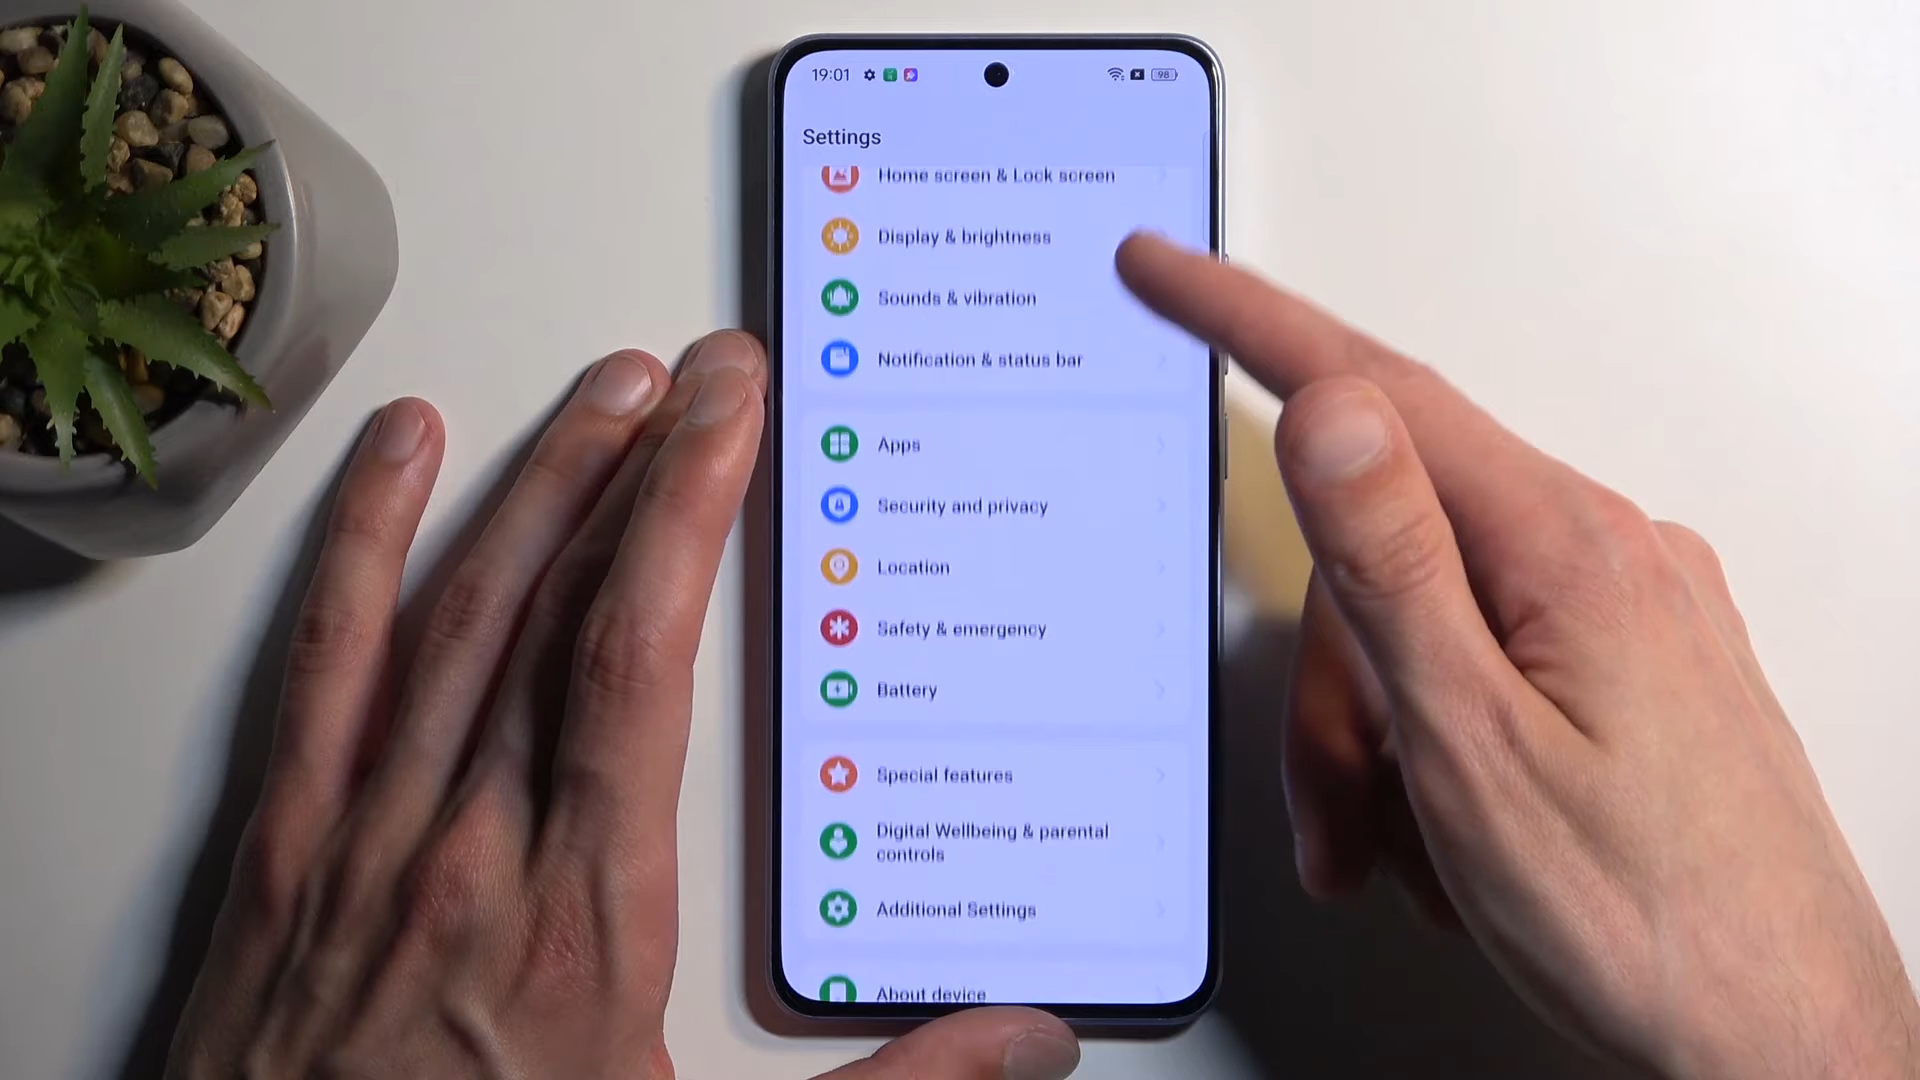 19:01
98
Settings
Home screen & Lock screen
Display & brightness
Sounds & vibration
Notification & status bar
Apps
Security and privacy
Location
Safety & emergency
Battery
Special features
Digital Wellbeing & parental
controls
Additional Settings
About device